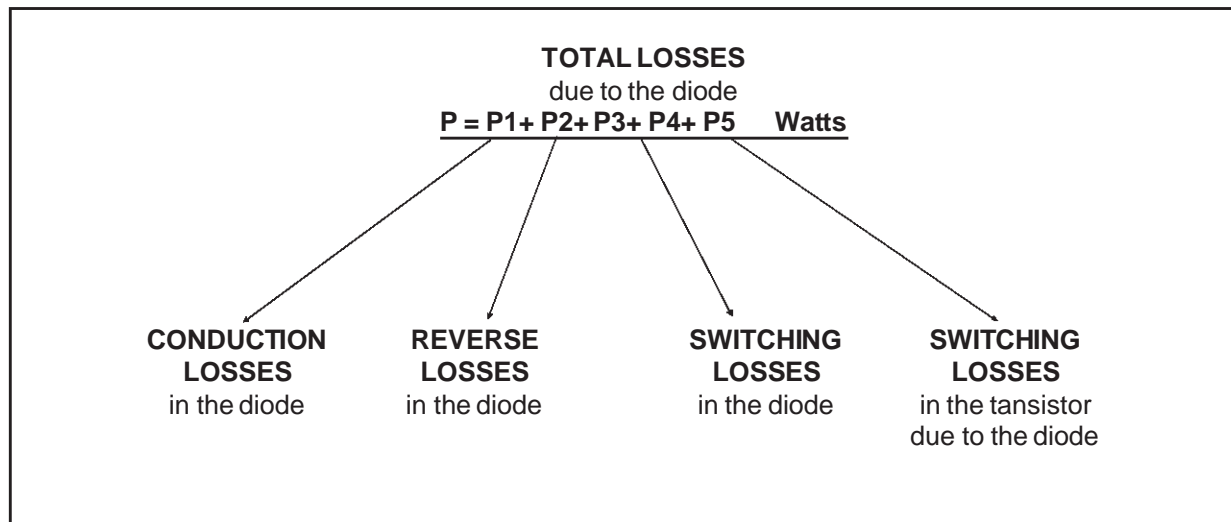 TOTAL LOSSES
due to the diode
P = P1+ P2+ P3+ P4+ P5 Watts
CONDUCTION
LOSSES
in the diode
REVERSE
LOSSES
in the diode
SWITCHING
LOSSES
in the diode
SWITCHING
LOSSES
in the tansistor
due to the diode